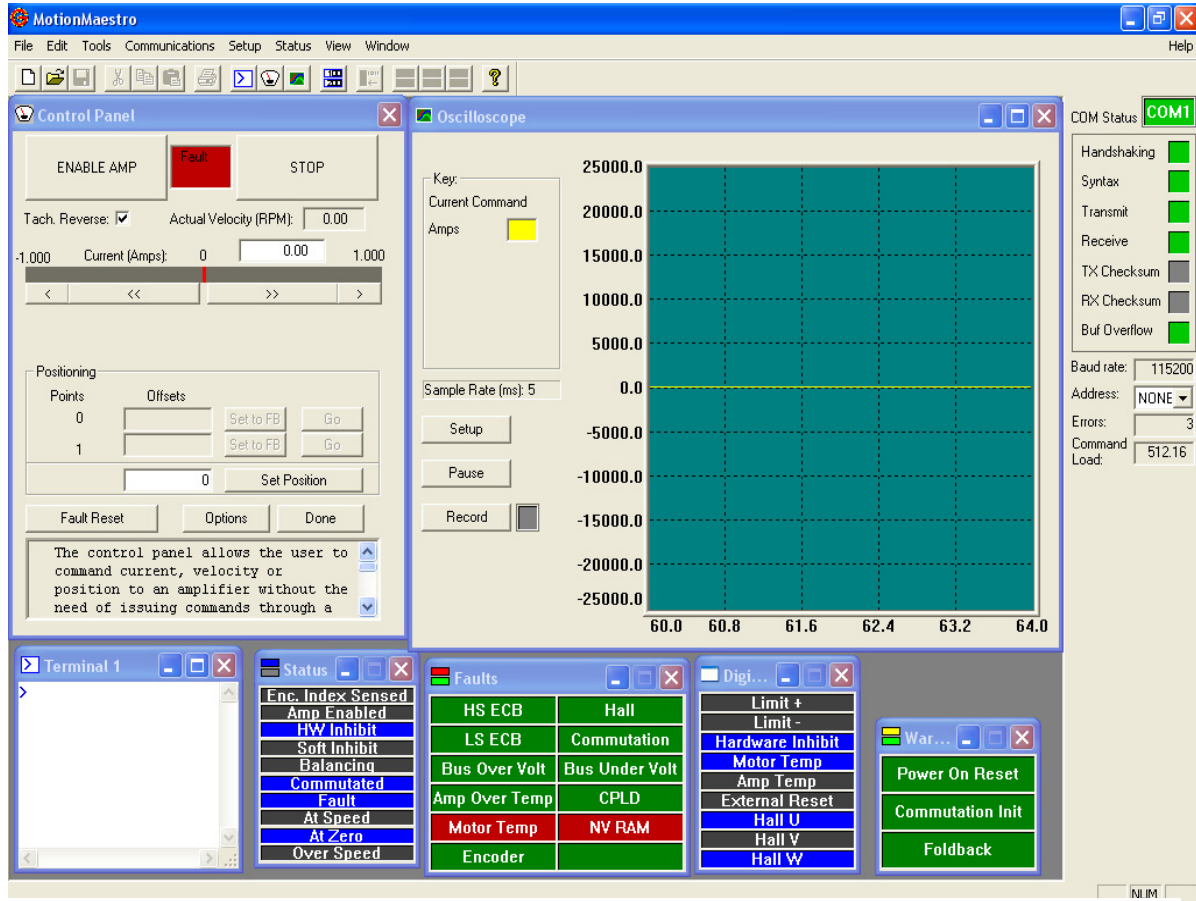 MotionMaestro
File Edit Tools Communications Setup Status View Window Help
Control Panel
ENABLE AMP Fault STOP
Tach. Reverse: Actual Velocity (RPM): 0.00
-1.000 Current (Amps): 0 0.00 1.000
< << >> >
Positioning
Points Offsets
0 Set to FB Go
1 Set to FB Go
0 Set Position
Fault Reset Options Done
The control panel allows the user to
command current, velocity or
position to an amplifier without the
need of issuing commands through a
Oscilloscope
Key:
Current Command
Amps
Sample Rate (ms): 5
Setup
Pause
Record
25000.0
20000.0
15000.0
10000.0
5000.0
0.0
-5000.0
-10000.0
-15000.0
-20000.0
-25000.0
60.0 60.8 61.6 62.4 63.2 64.0
COM Status COM1
Handshaking
Syntax
Transmit
Receive
TX Checksum
RX Checksum
Buf Overflow
Baud rate: 115200
Address: NONE
Errors: 3
Command
Load: 512.16
Terminal 1
>
Status
Enc. Index Sensed
Amp Enabled
HW Inhibit
Soft Inhibit
Balancing
Commutated
Fault
At Speed
At Zero
Over Speed
Faults
HS ECB Hall
LS ECB Commutation
Bus Over Volt Bus Under Volt
Amp Over Temp CPLD
Motor Temp NV RAM
Encoder
Digi...
Limit +
Limit -
Hardware Inhibit
Motor Temp
Amp Temp
External Reset
Hall U
Hall V
Hall W
War...
Power On Reset
Commutation Init
Foldback
NUM